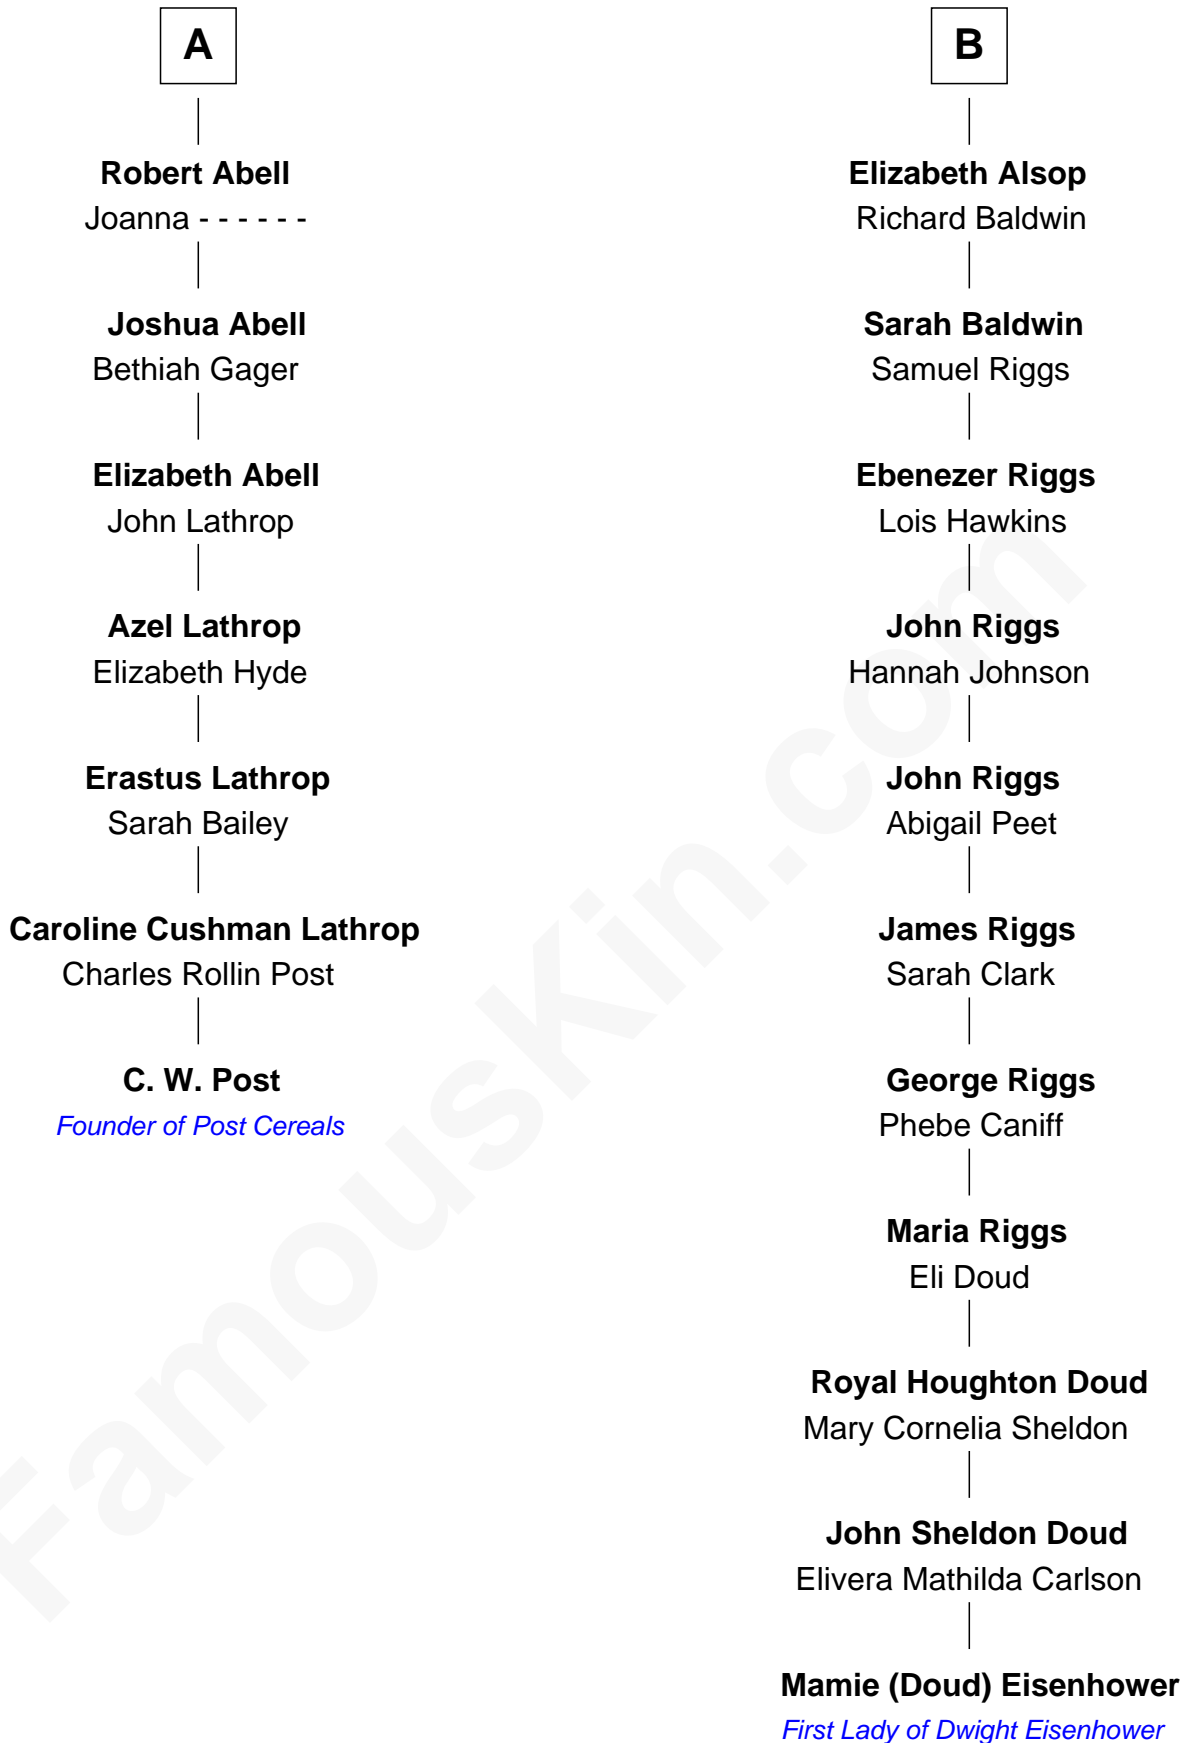 A
Robert Abell
Joanna - - - - - -
Joshua Abell
Bethiah Gager
Elizabeth Abell
John Lathrop
Azel Lathrop
Elizabeth Hyde
Erastus Lathrop
Sarah Bailey
Caroline Cushman Lathrop
Charles Rollin Post
C. W. Post
Founder of Post Cereals
B
Elizabeth Alsop
Richard Baldwin
Sarah Baldwin
Samuel Riggs
Ebenezer Riggs
Lois Hawkins
John Riggs
Hannah Johnson
John Riggs
Abigail Peet
James Riggs
Sarah Clark
George Riggs
Phebe Caniff
Maria Riggs
Eli Doud
Royal Houghton Doud
Mary Cornelia Sheldon
John Sheldon Doud
Elivera Mathilda Carlson
Mamie (Doud) Eisenhower
First Lady of Dwight Eisenhower
FamousKin.com